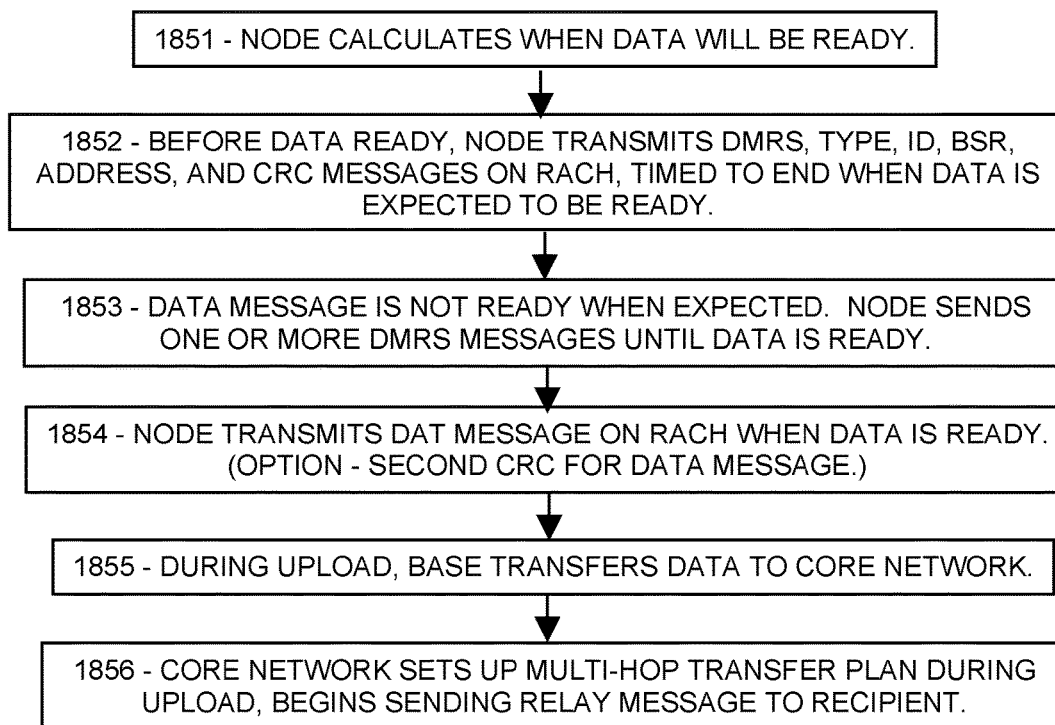 1851 - NODE CALCULATES WHEN DATA WILL BE READY.
1852 - BEFORE DATA READY, NODE TRANSMITS DMRS, TYPE, ID, BSR,
ADDRESS, AND CRC MESSAGES ON RACH, TIMED TO END WHEN DATA IS
EXPECTED TO BE READY.
1853 - DATA MESSAGE IS NOT READY WHEN EXPECTED. NODE SENDS
ONE OR MORE DMRS MESSAGES UNTIL DATA IS READY.
1854 - NODE TRANSMITS DAT MESSAGE ON RACH WHEN DATA IS READY.
(OPTION - SECOND CRC FOR DATA MESSAGE.)
1855 - DURING UPLOAD, BASE TRANSFERS DATA TO CORE NETWORK.
1856 - CORE NETWORK SETS UP MULTI-HOP TRANSFER PLAN DURING
UPLOAD, BEGINS SENDING RELAY MESSAGE TO RECIPIENT.